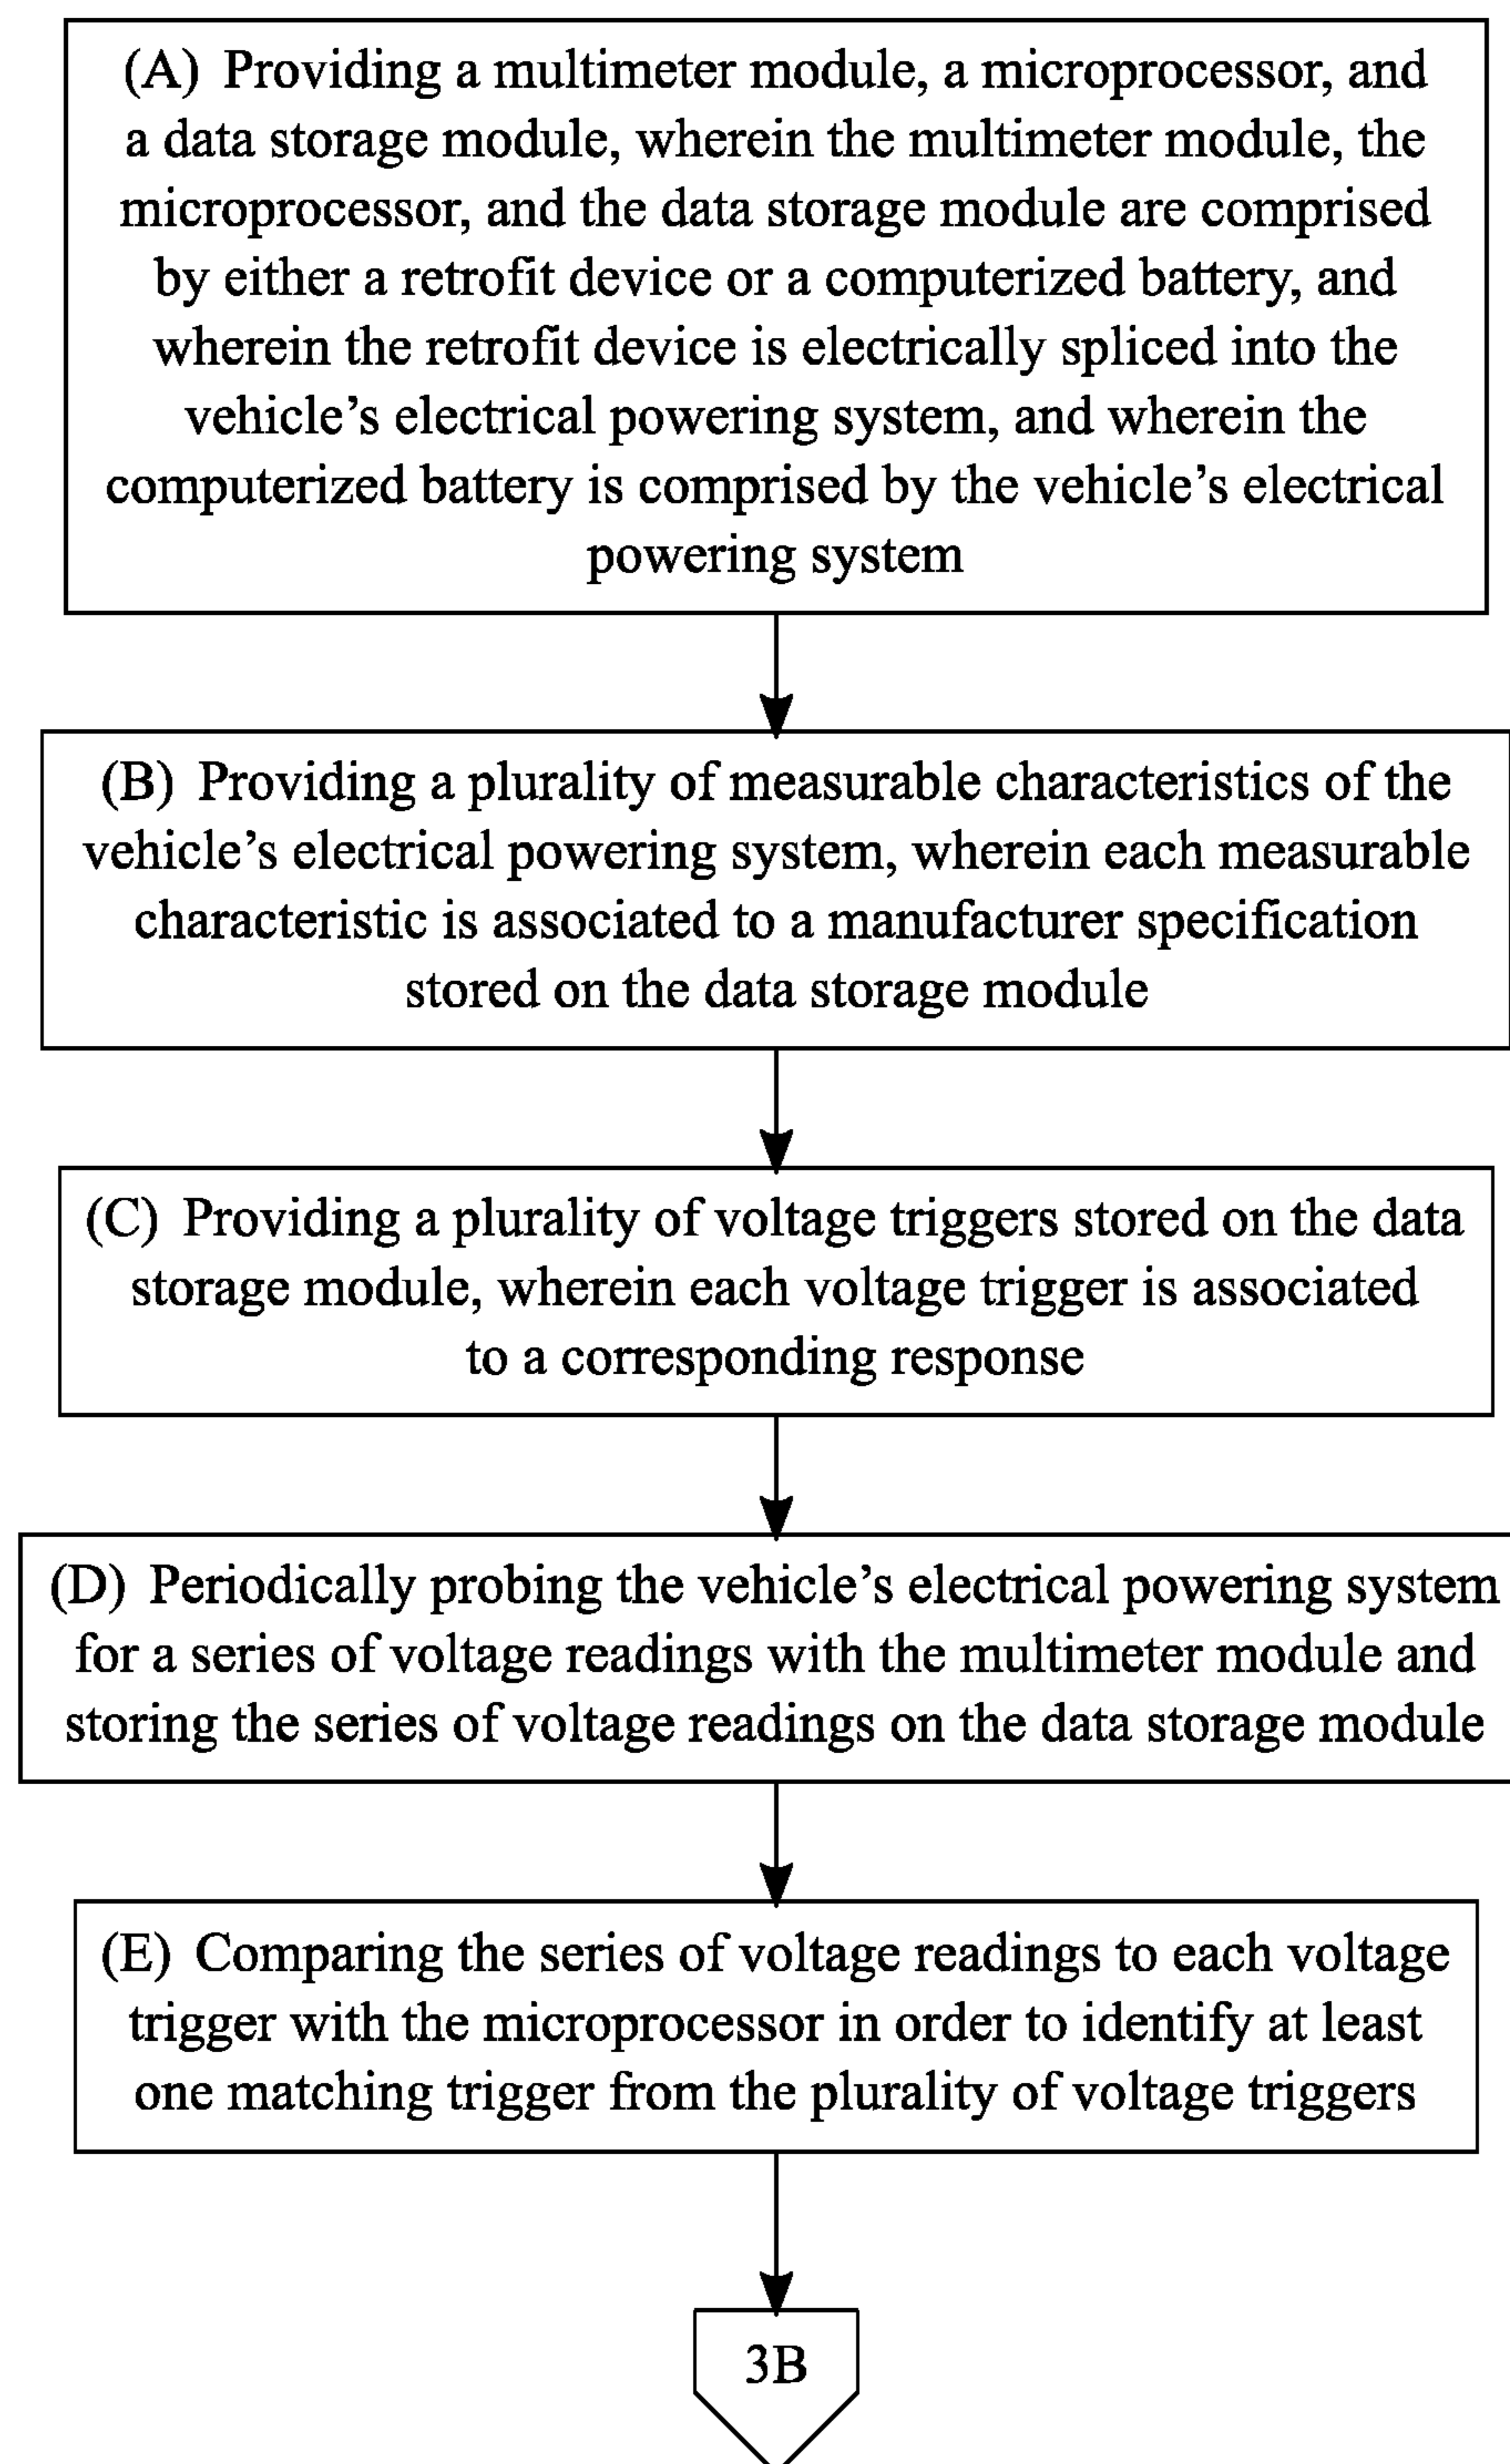 (A) Providing a multimeter module, a microprocessor, and
a data storage module, wherein the multimeter module, the
microprocessor, and the data storage module are comprised
by either a retrofit device or a computerized battery, and
wherein the retrofit device is electrically spliced into the
vehicle’s electrical powering system, and wherein the
computerized battery is comprised by the vehicle’s electrical
powering system
(B) Providing a plurality of measurable characteristics of the
vehicle’s electrical powering system, wherein each measurable
characteristic is associated to a manufacturer specification
stored on the data storage module
(C) Providing a plurality of voltage triggers stored on the data
storage module, wherein each voltage trigger is associated
to a corresponding response
(D) Periodically probing the vehicle’s electrical powering system
for a series of voltage readings with the multimeter module and
storing the series of voltage readings on the data storage module
(E) Comparing the series of voltage readings to each voltage
trigger with the microprocessor in order to identify at least
one matching trigger from the plurality of voltage triggers
3B